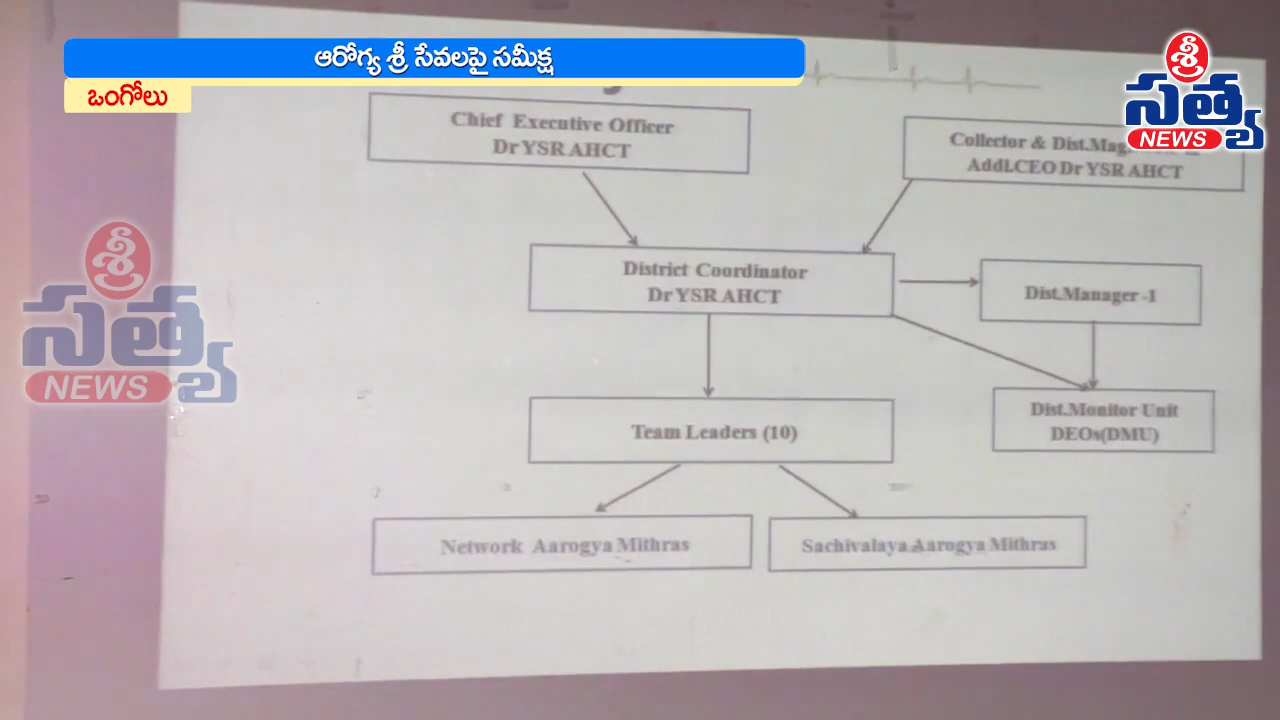 ఆరోగ్య శ్రీ సేవలపై సమీక్ష
ఒంగోలు
శ్రీ
సత్య
NEWS
Chief Executive Officer
Dr YSR AHCT
Collector & Dist.
Addl.CEO Dr YSR AHCT
District Coordinator
Dr YSR AHCT
Dist.Manager -1
Team Leaders (10)
Dist.Monitor Unit
DEOs(DMU)
Network Aarogya Mithras
Sachivalaya Aarogya Mithras
శ్రీ
సత్య
NEWS